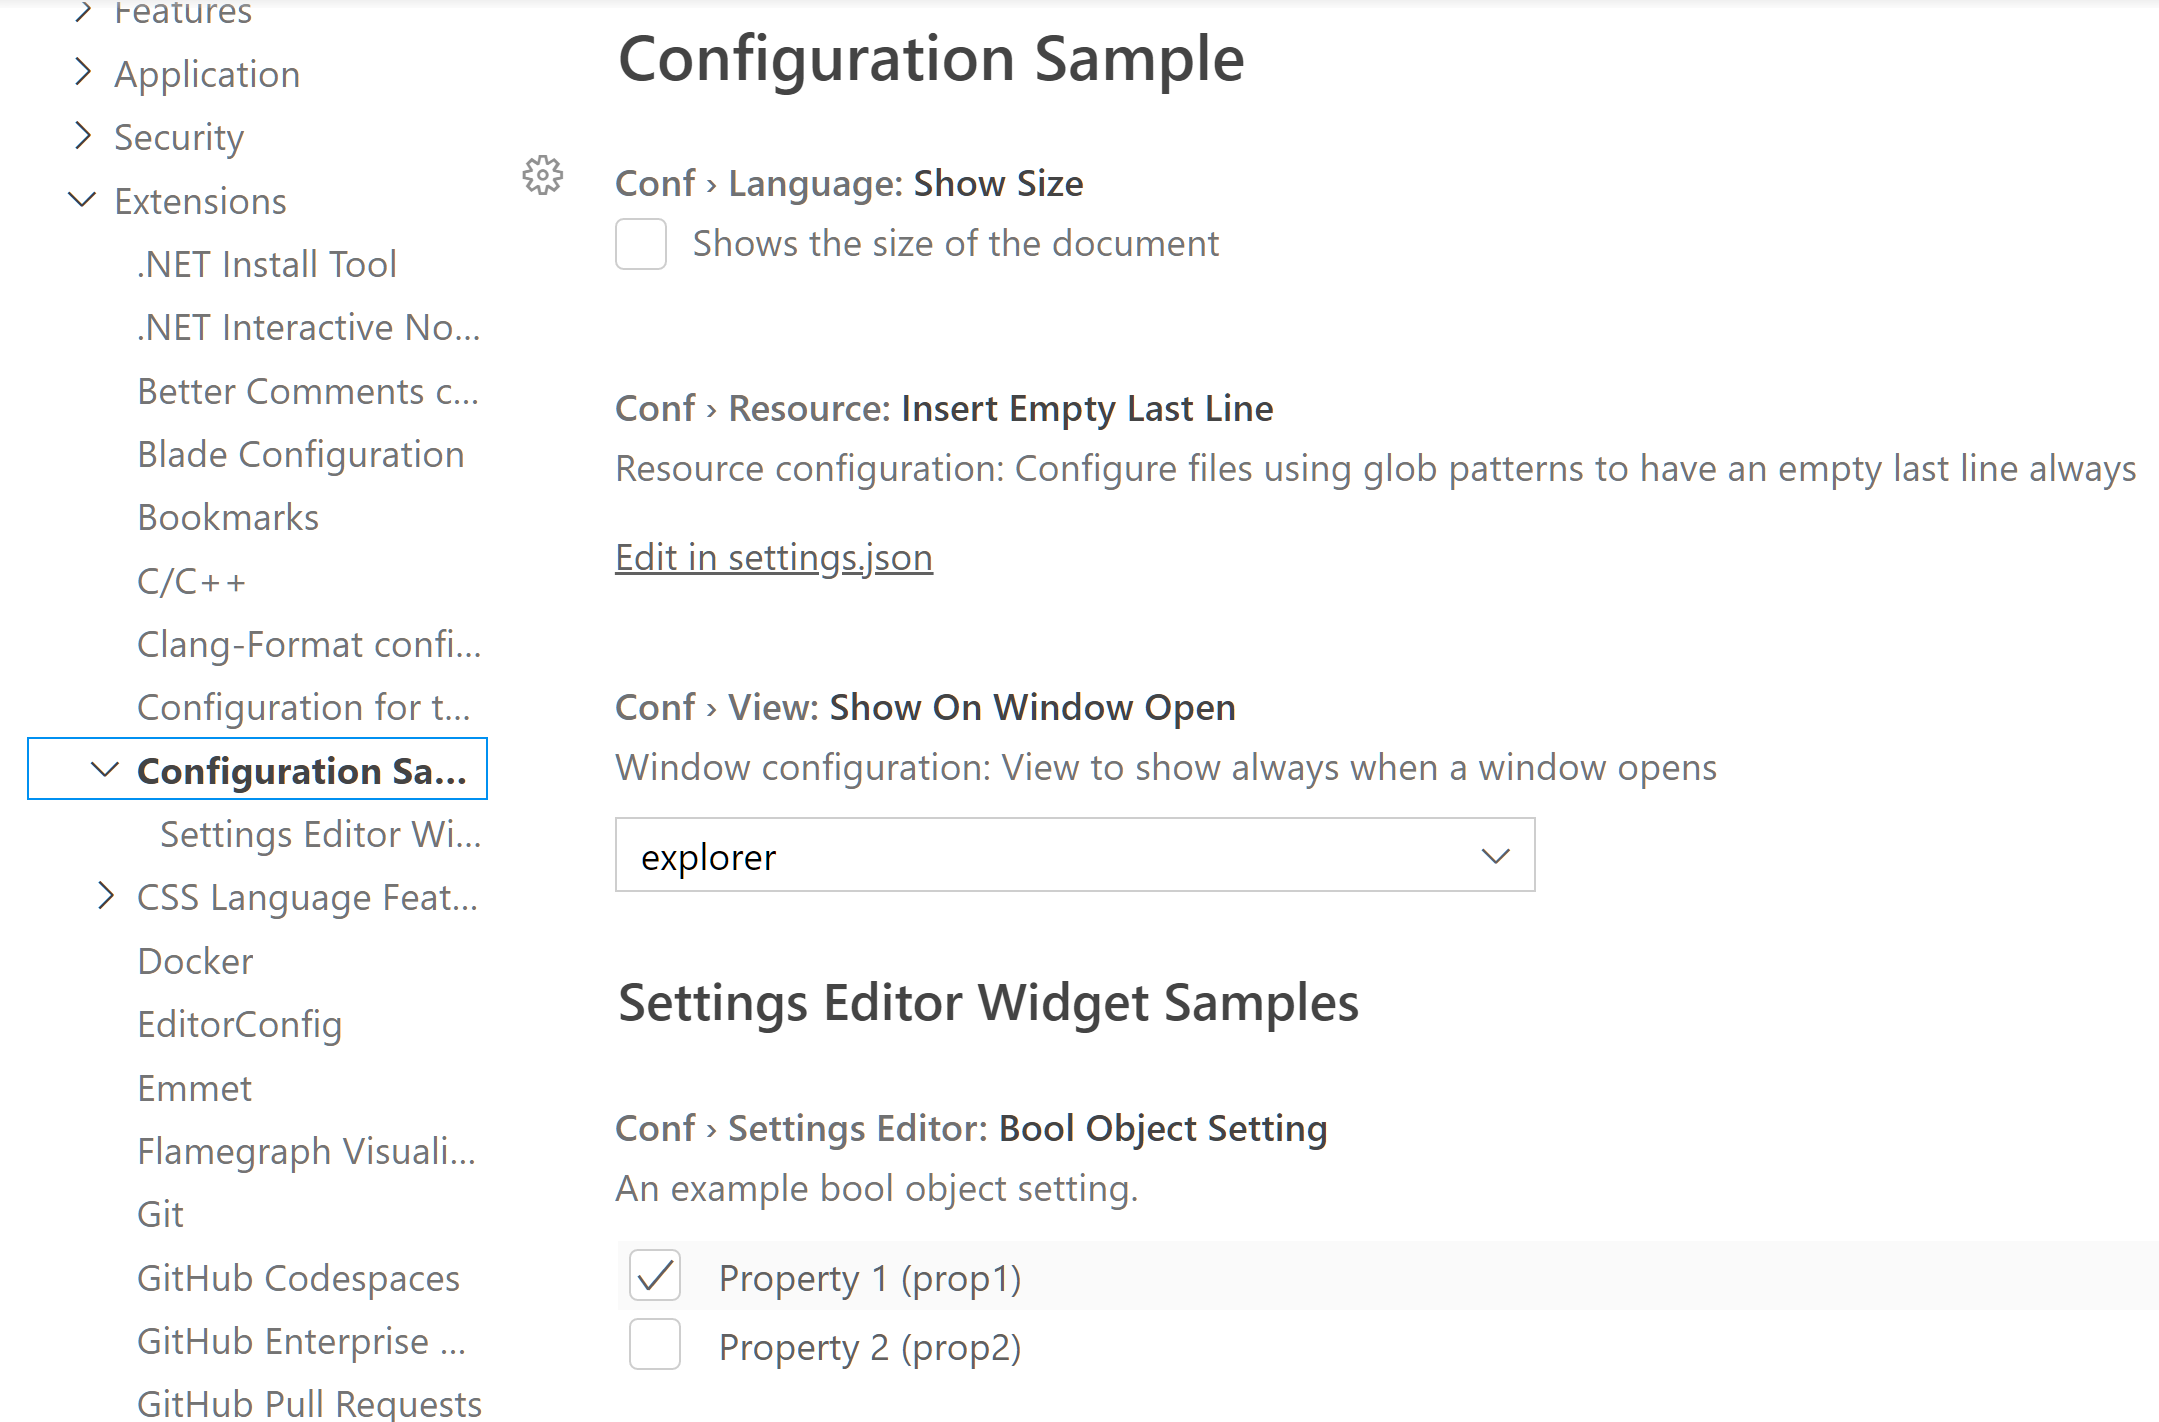 Features
Application
Security
Extensions
.NET Install Tool
.NET Interactive No...
Better Comments c...
Blade Configuration
Bookmarks
C/C++
Clang-Format confi...
Configuration for t...
Configuration Sa...
Settings Editor Wi...
CSS Language Feat...
Docker
EditorConfig
Emmet
Flamegraph Visuali...
Git
GitHub Codespaces
GitHub Enterprise ...
GitHub Pull Requests
Configuration Sample
Conf › Language: Show Size
Shows the size of the document
Conf › Resource: Insert Empty Last Line
Resource configuration: Configure files using glob patterns to have an empty last line always
Edit in settings.json
Conf › View: Show On Window Open
Window configuration: View to show always when a window opens
explorer
Settings Editor Widget Samples
Conf › Settings Editor: Bool Object Setting
An example bool object setting.
Property 1 (prop1)
Property 2 (prop2)